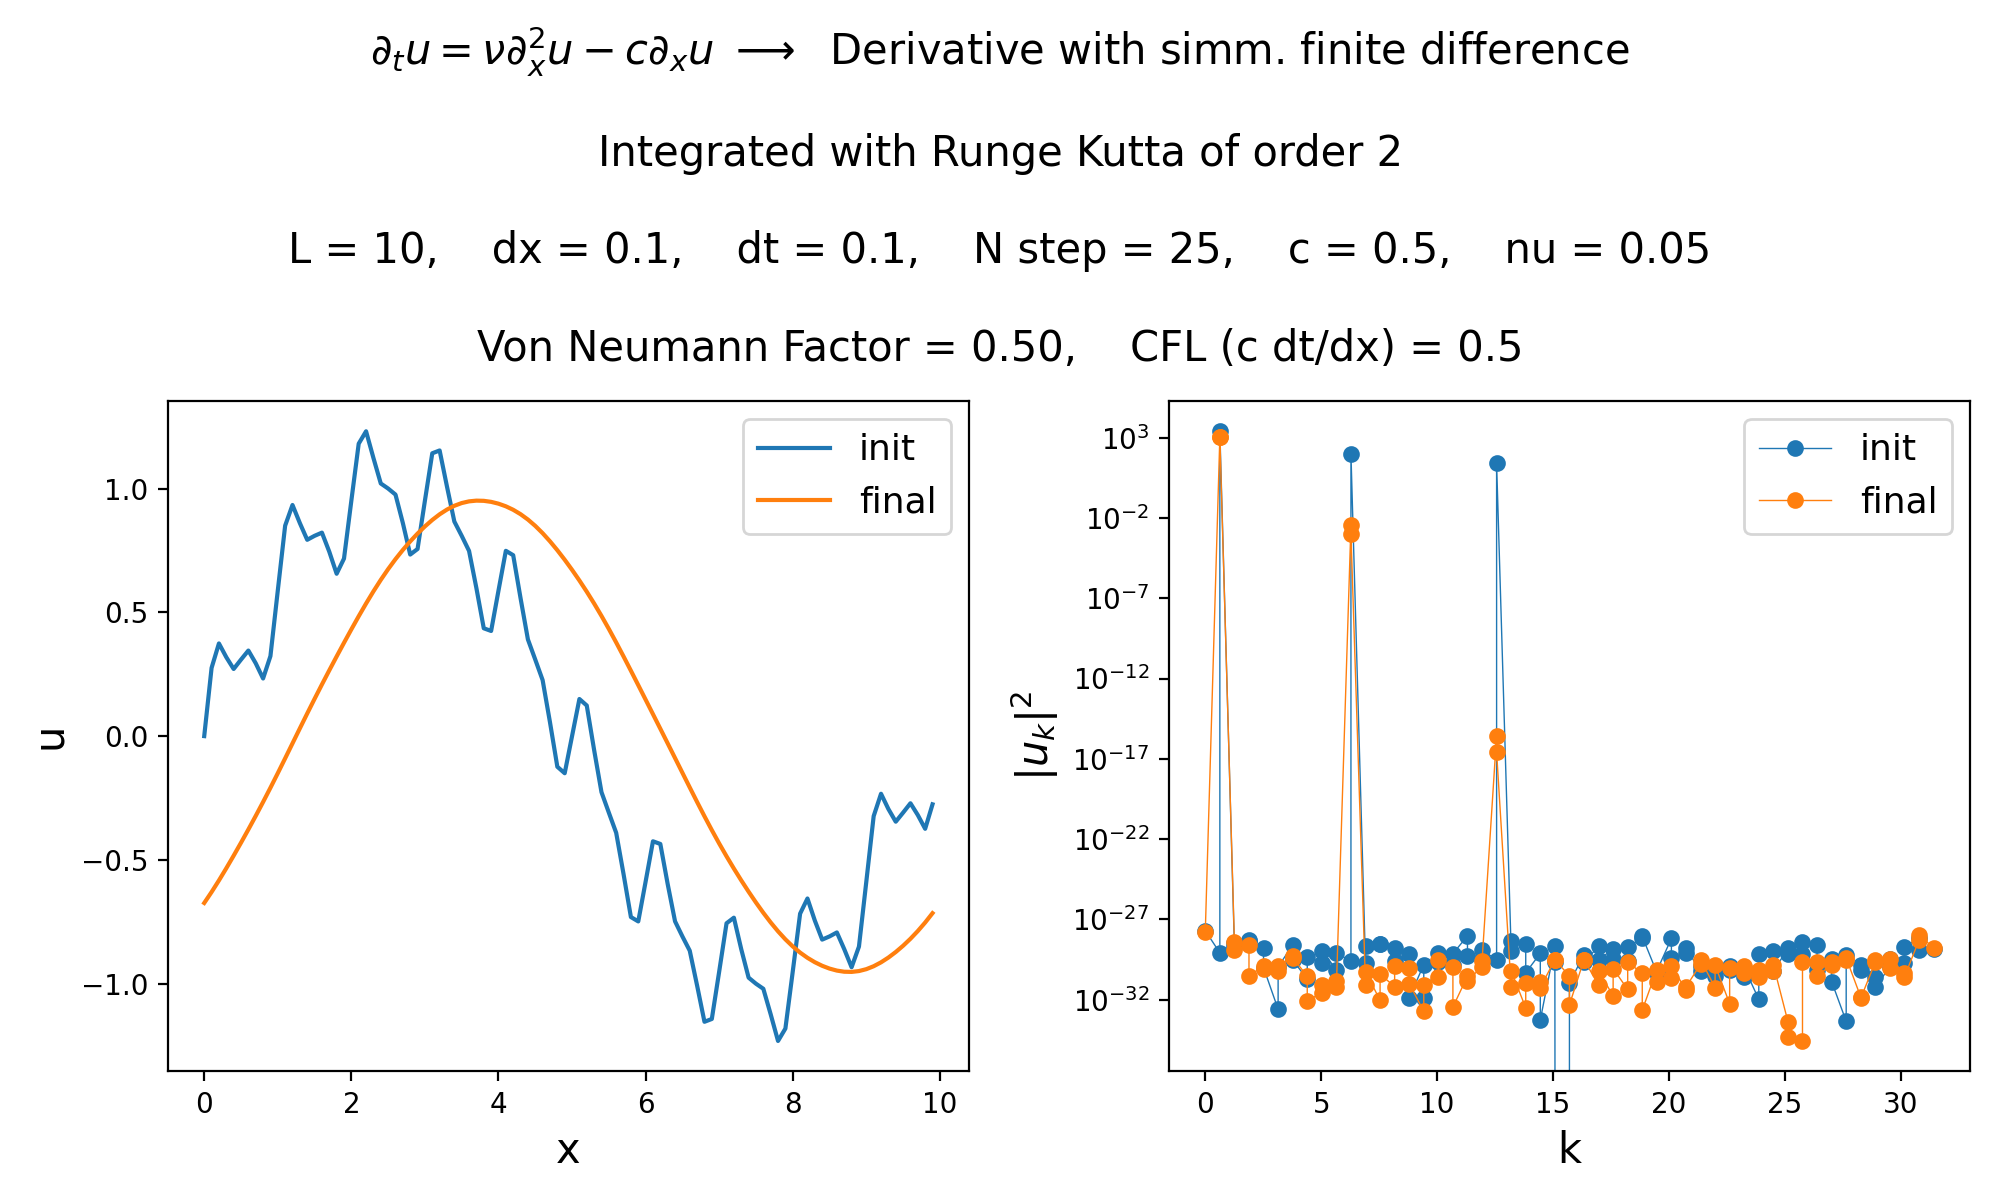 ∂ₜu = ν∂ₓ²u − c∂ₓu ⟶ Derivative with simm. finite difference
Integrated with Runge Kutta of order 2
L = 10, dx = 0.1, dt = 0.1, N step = 25, c = 0.5, nu = 0.05
Von Neumann Factor = 0.50, CFL (c dt/dx) = 0.5
init
final
1.0
0.5
0.0
−0.5
−1.0
u
0 2 4 6 8 10
x
init
final
10³
10⁻²
10⁻⁷
10⁻¹²
10⁻¹⁷
10⁻²²
10⁻²⁷
10⁻³²
|uₖ|²
0 5 10 15 20 25 30
k